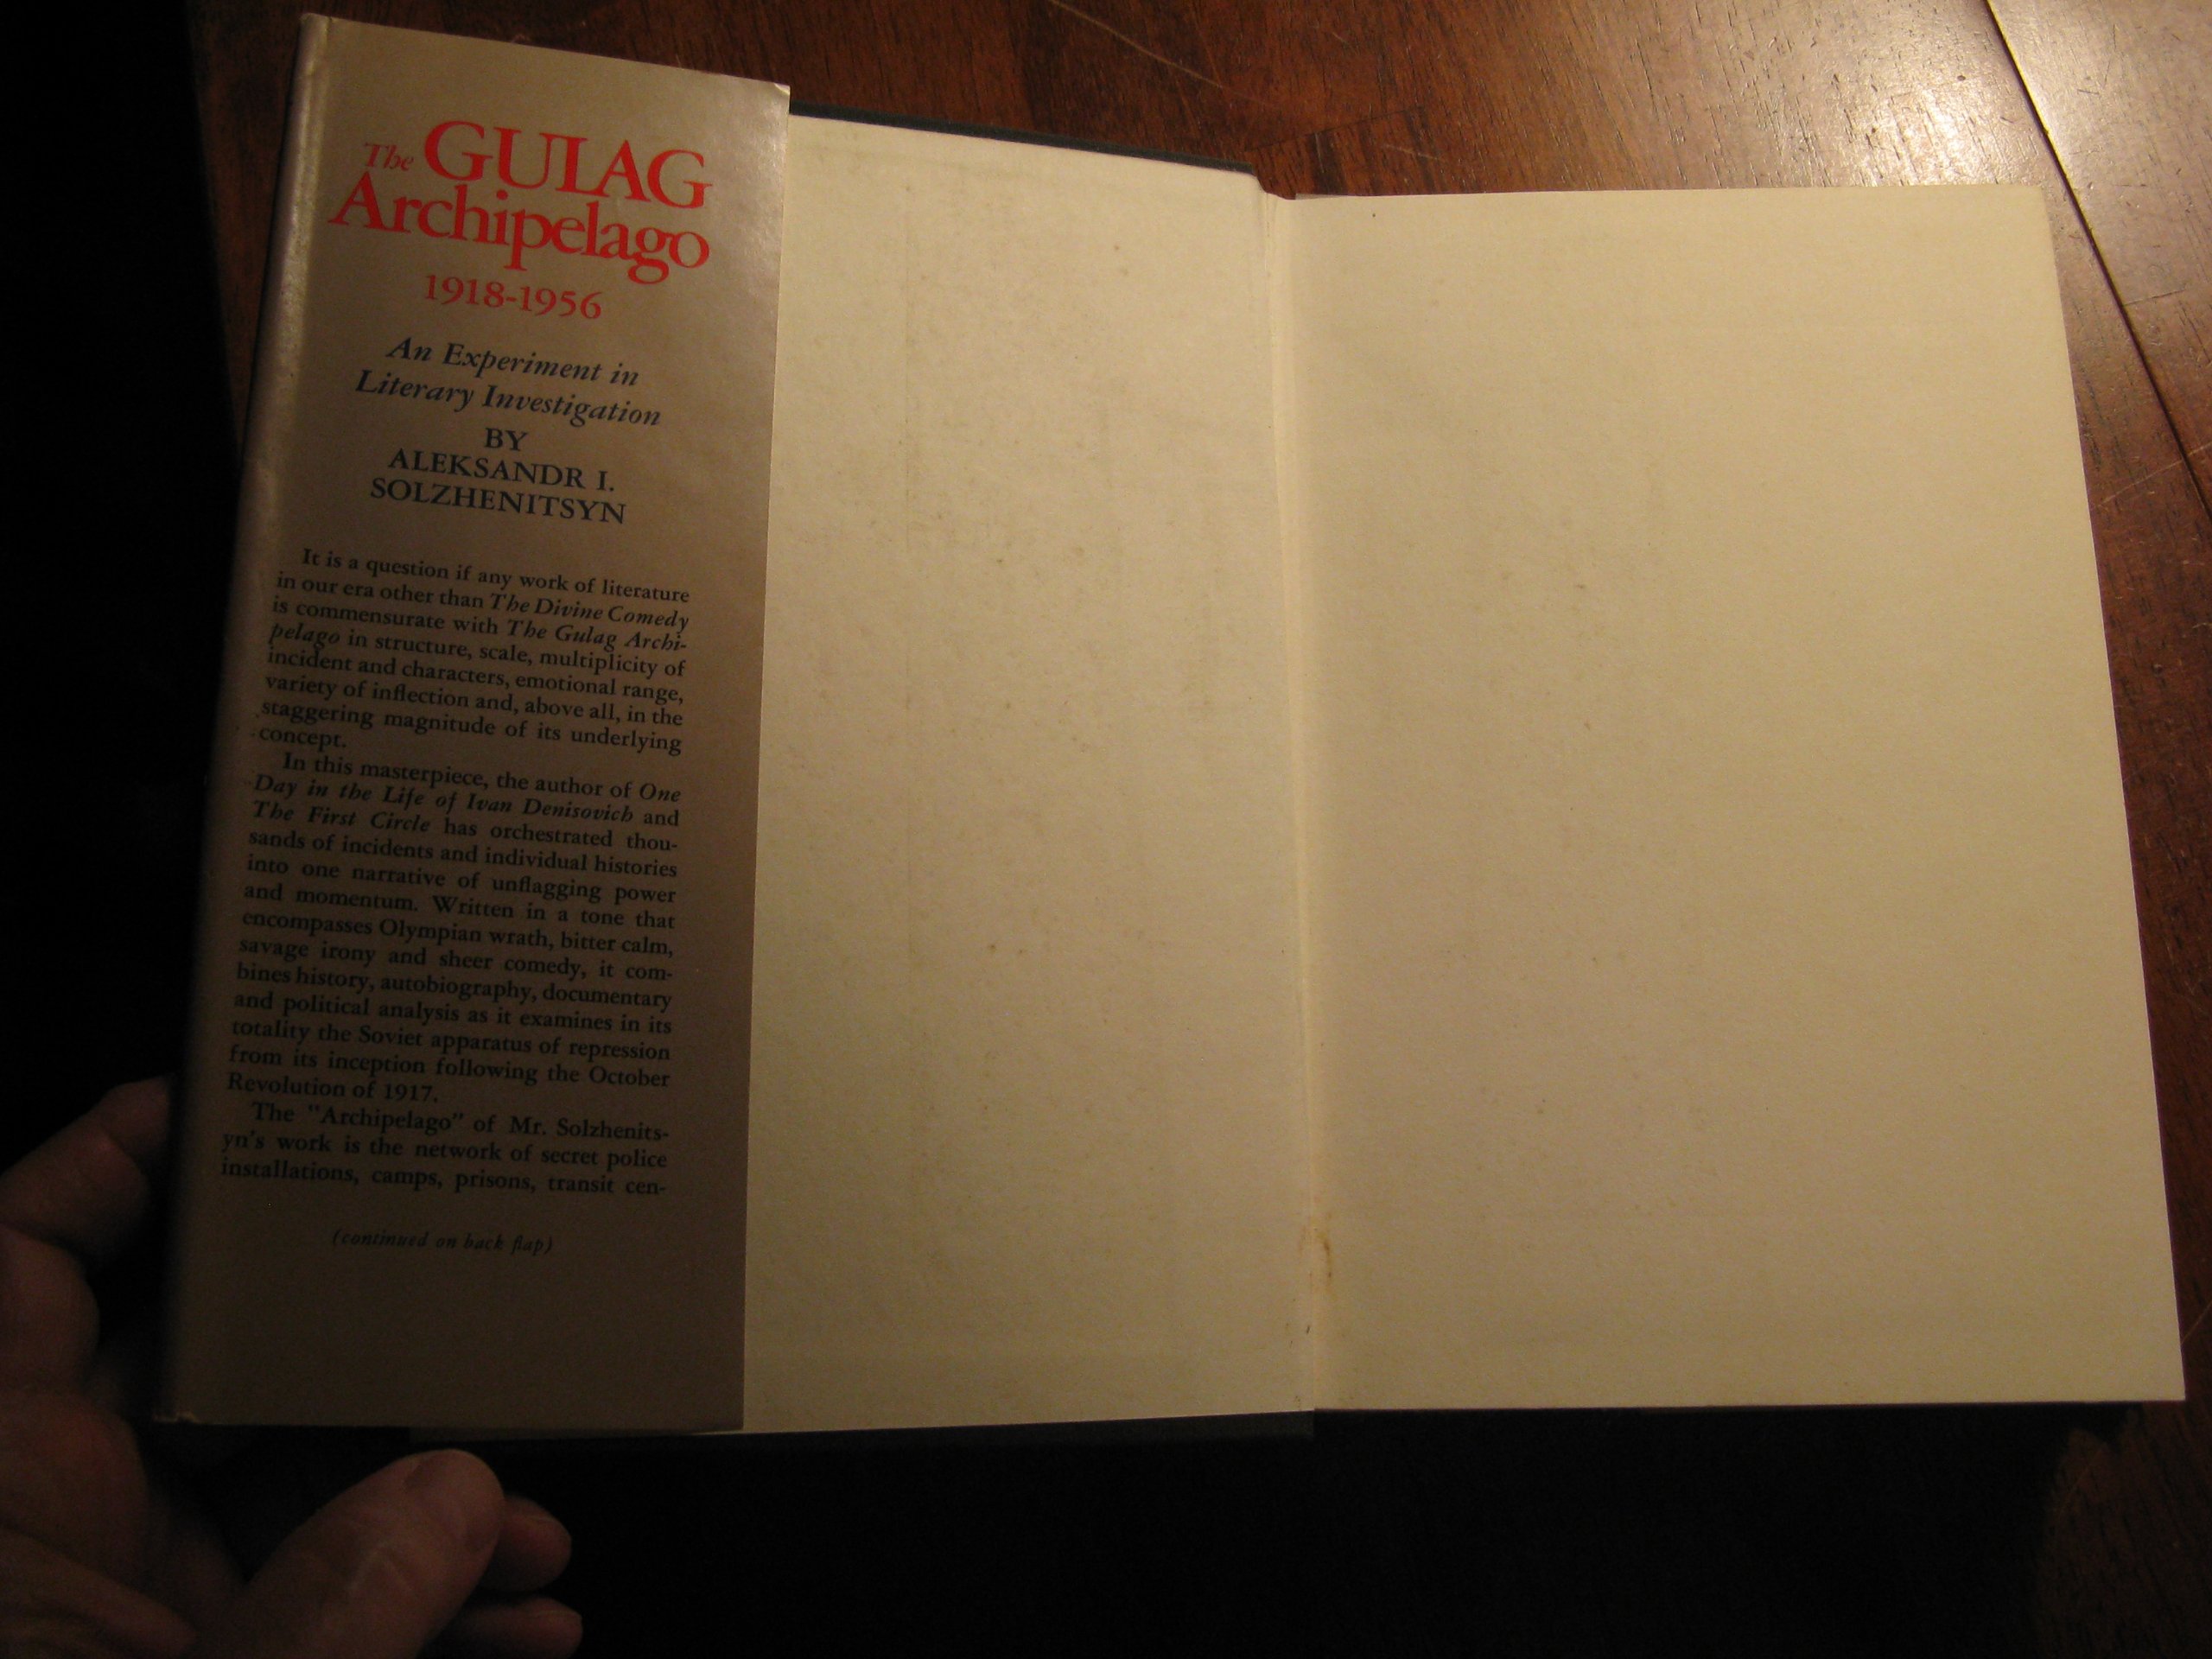 The GULAG
Archipelago
1918-1956
An Experiment in
Literary Investigation
BY
ALEKSANDR I.
SOLZHENITSYN
It is a question if any work of literature
in our era other than The Divine Comedy
is commensurate with The Gulag Archi-
pelago in structure, scale, multiplicity of
incident and characters, emotional range,
variety of inflection and, above all, in the
staggering magnitude of its underlying
concept.
In this masterpiece, the author of One
Day in the Life of Ivan Denisovich and
The First Circle has orchestrated thou-
sands of incidents and individual histories
into one narrative of unflagging power
and momentum. Written in a tone that
encompasses Olympian wrath, bitter calm,
savage irony and sheer comedy, it com-
bines history, autobiography, documentary
and political analysis as it examines in its
totality the Soviet apparatus of repression
from its inception following the October
Revolution of 1917.
The "Archipelago" of Mr. Solzhenits-
yn's work is the network of secret police
installations, camps, prisons, transit cen-
(continued on back flap)